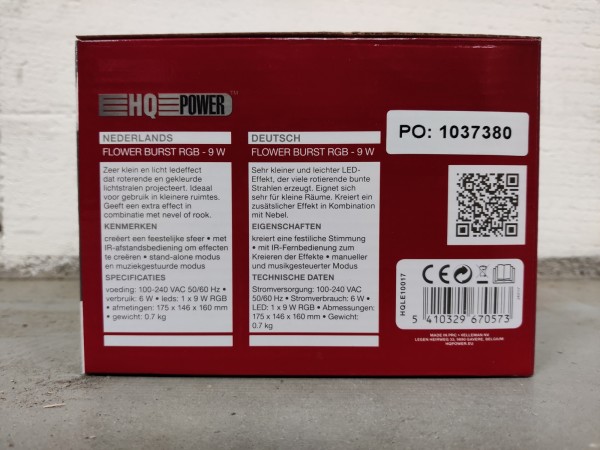 HQ POWER™
NEDERLANDS
FLOWER BURST RGB - 9 W
Zeer klein en licht ledeffect
dat roterende en gekleurde
lichtstralen projecteert. Ideaal
voor gebruik in kleinere ruimtes.
Geeft een extra effect in
combinatie met nevel of rook.
KENMERKEN
creëert een feestelijke sfeer • met
IR-afstandsbediening om effecten
te creëren • stand-alone modus
en muziekgestuurde modus
SPECIFICATIES
voeding: 100-240 VAC 50/60 Hz •
verbruik: 6 W • leds: 1 x 9 W RGB
• afmetingen: 175 x 146 x 160 mm
• gewicht: 0.7 kg
DEUTSCH
FLOWER BURST RGB - 9 W
Sehr kleiner und leichter LED-
Effekt, der viele rotierende bunte
Strahlen erzeugt. Eignet sich
sehr für kleine Räume. Kreiert ein
zusätzlicher Effekt in Kombination
mit Nebel.
EIGENSCHAFTEN
kreiert eine festliche Stimmung
• mit IR-Fernbedienung zum
Kreieren der Effekte • manueller
und musikgesteuerter Modus
TECHNISCHE DATEN
Stromversorgung: 100-240 VAC
50/60 Hz • Stromverbrauch: 6 W •
LED: 1 x 9 W RGB • Abmessungen:
175 x 146 x 160 mm • Gewicht:
0.7 kg
PO: 1037380
CE
HQLE10017
5 410329 670573
MADE IN PRC • VELLEMAN NV
LEGEN HEIRWEG 33, 9890 GAVERE, BELGIUM
HQPOWER.EU